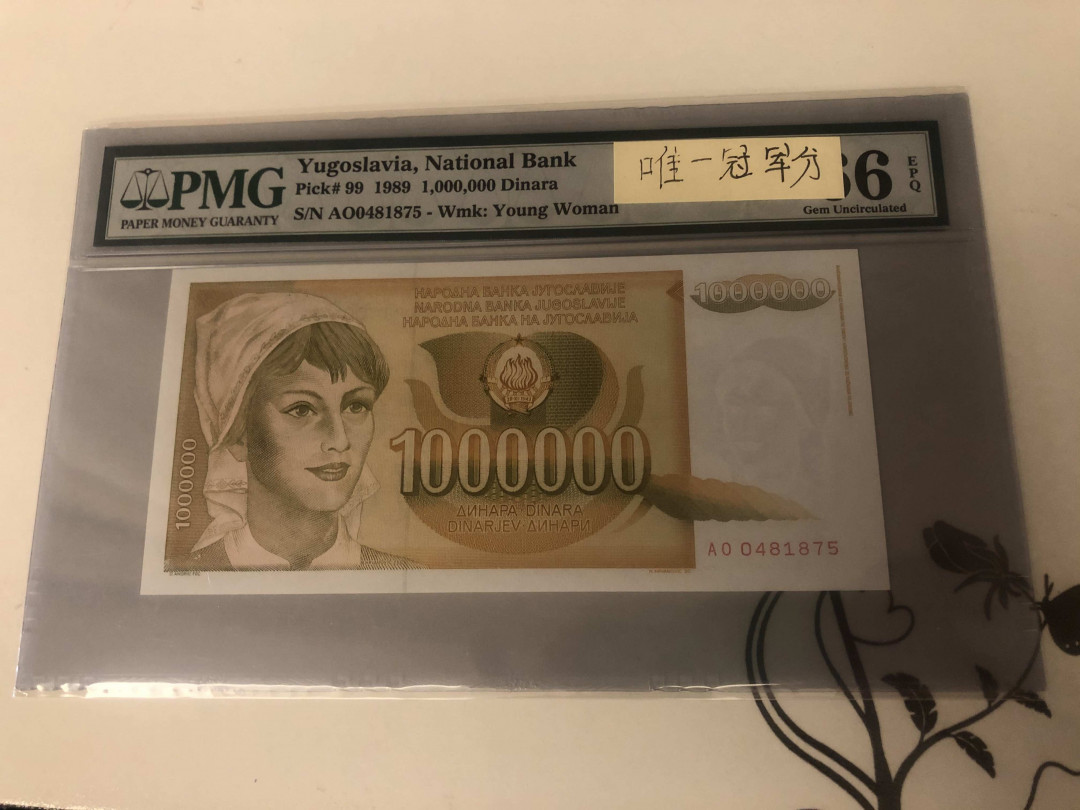 PMG
PAPER MONEY GUARANTY
Yugoslavia, National Bank
Pick# 99 1989 1,000,000 Dinara
S/N AO0481875 - Wmk: Young Woman
唯一冠军分
66
EPQ
Gem Uncirculated
НАРОДНА БАНКА ЈУГОСЛАВИЈЕ
NARODNA BANKA JUGOSLAVIJE
НАРОДНА БАНКА НА ЈУГОСЛАВИЈА
1000000
1000000
1000000
ДИНАРА DINARA
DINARJEV ДИНАРИ
AO 0481875